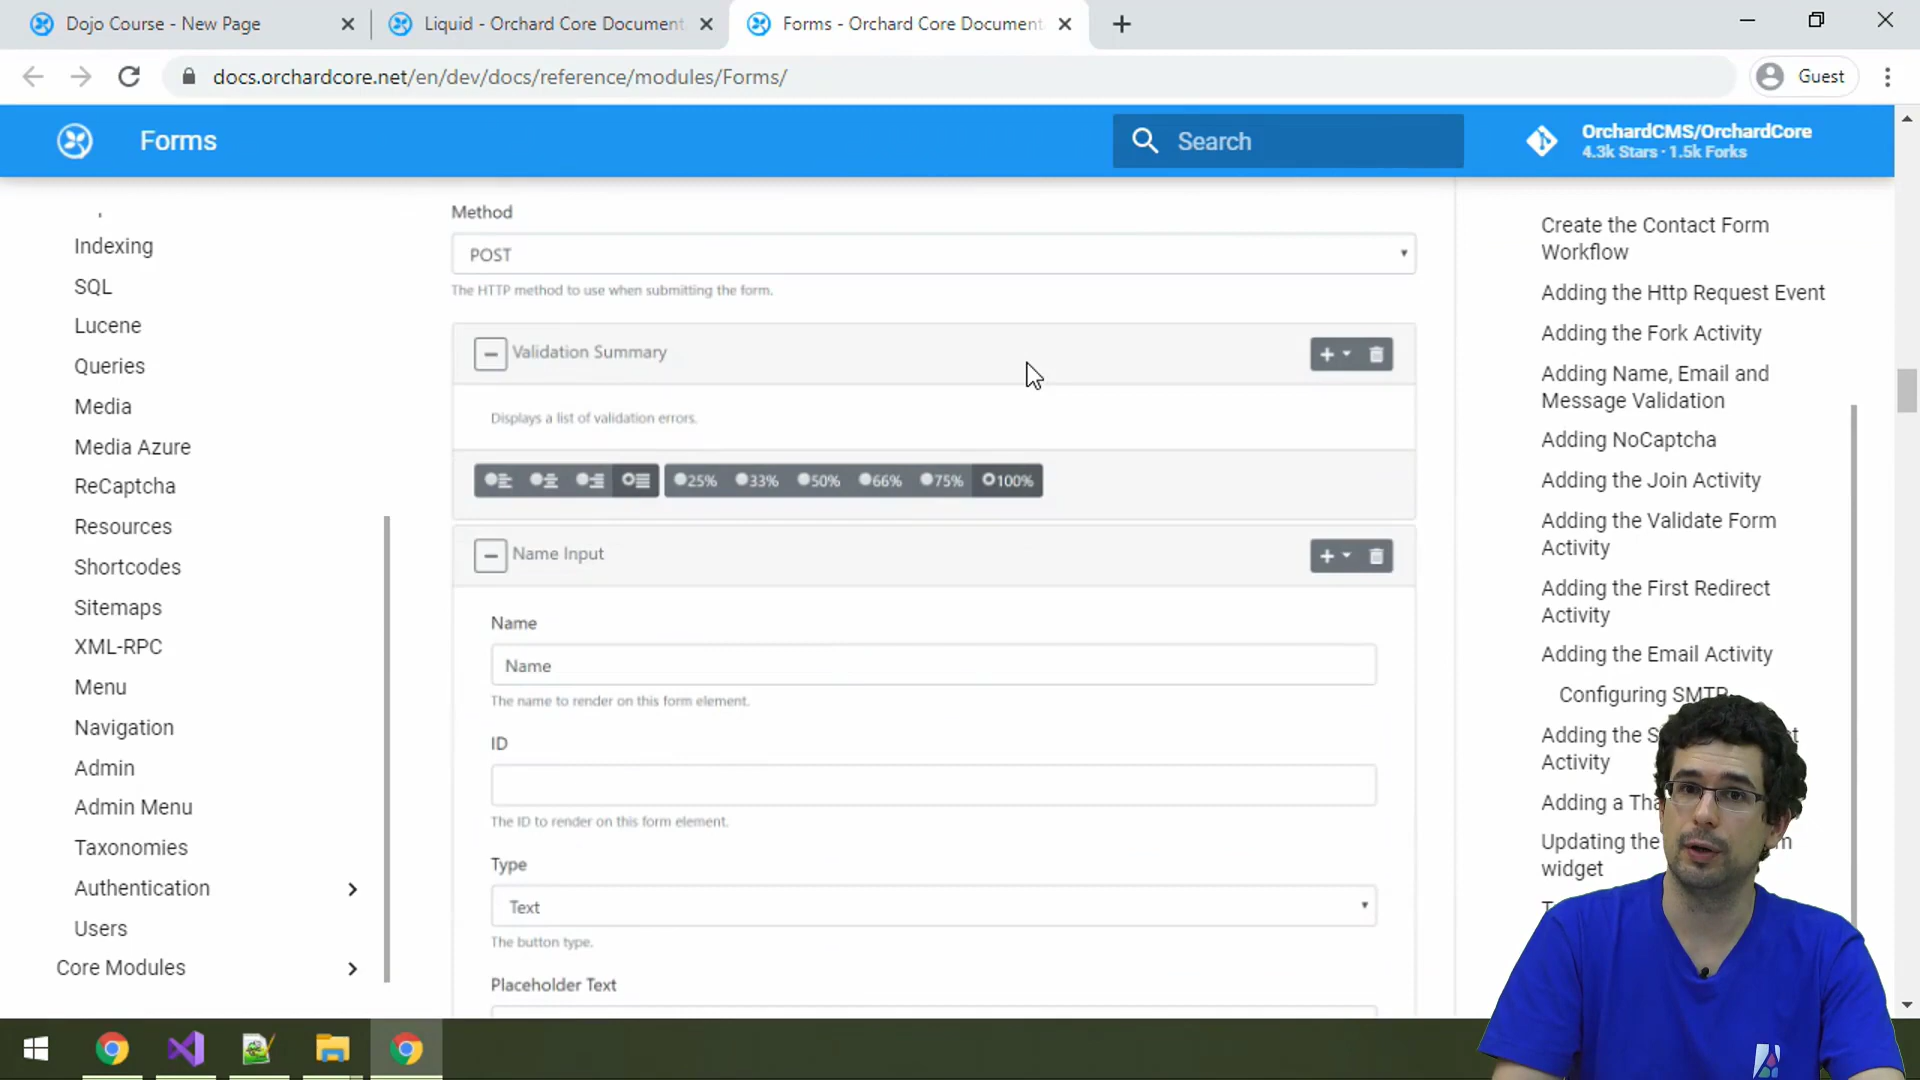 Dojo Course - New Page
Liquid - Orchard Core Document
Forms - Orchard Core Document
docs.orchardcore.net/en/dev/docs/reference/modules/Forms/
Guest
Forms
Search
OrchardCMS/OrchardCore
4.3k Stars · 1.5k Forks
Indexing
SQL
Lucene
Queries
Media
Media Azure
ReCaptcha
Resources
Shortcodes
Sitemaps
XML-RPC
Menu
Navigation
Admin
Admin Menu
Taxonomies
Authentication
Users
Core Modules
Method
POST
The HTTP method to use when submitting the form.
Validation Summary
Displays a list of validation errors.
25% 33% 50% 66% 75% 100%
Name Input
Name
Name
The name to render on this form element.
ID
The ID to render on this form element.
Type
Text
The button type.
Placeholder Text
Create the Contact Form
Workflow
Adding the Http Request Event
Adding the Fork Activity
Adding Name, Email and
Message Validation
Adding NoCaptcha
Adding the Join Activity
Adding the Validate Form
Activity
Adding the First Redirect
Activity
Adding the Email Activity
Configuring SMTP
Adding the
Activity
Adding a
Updating the
widget